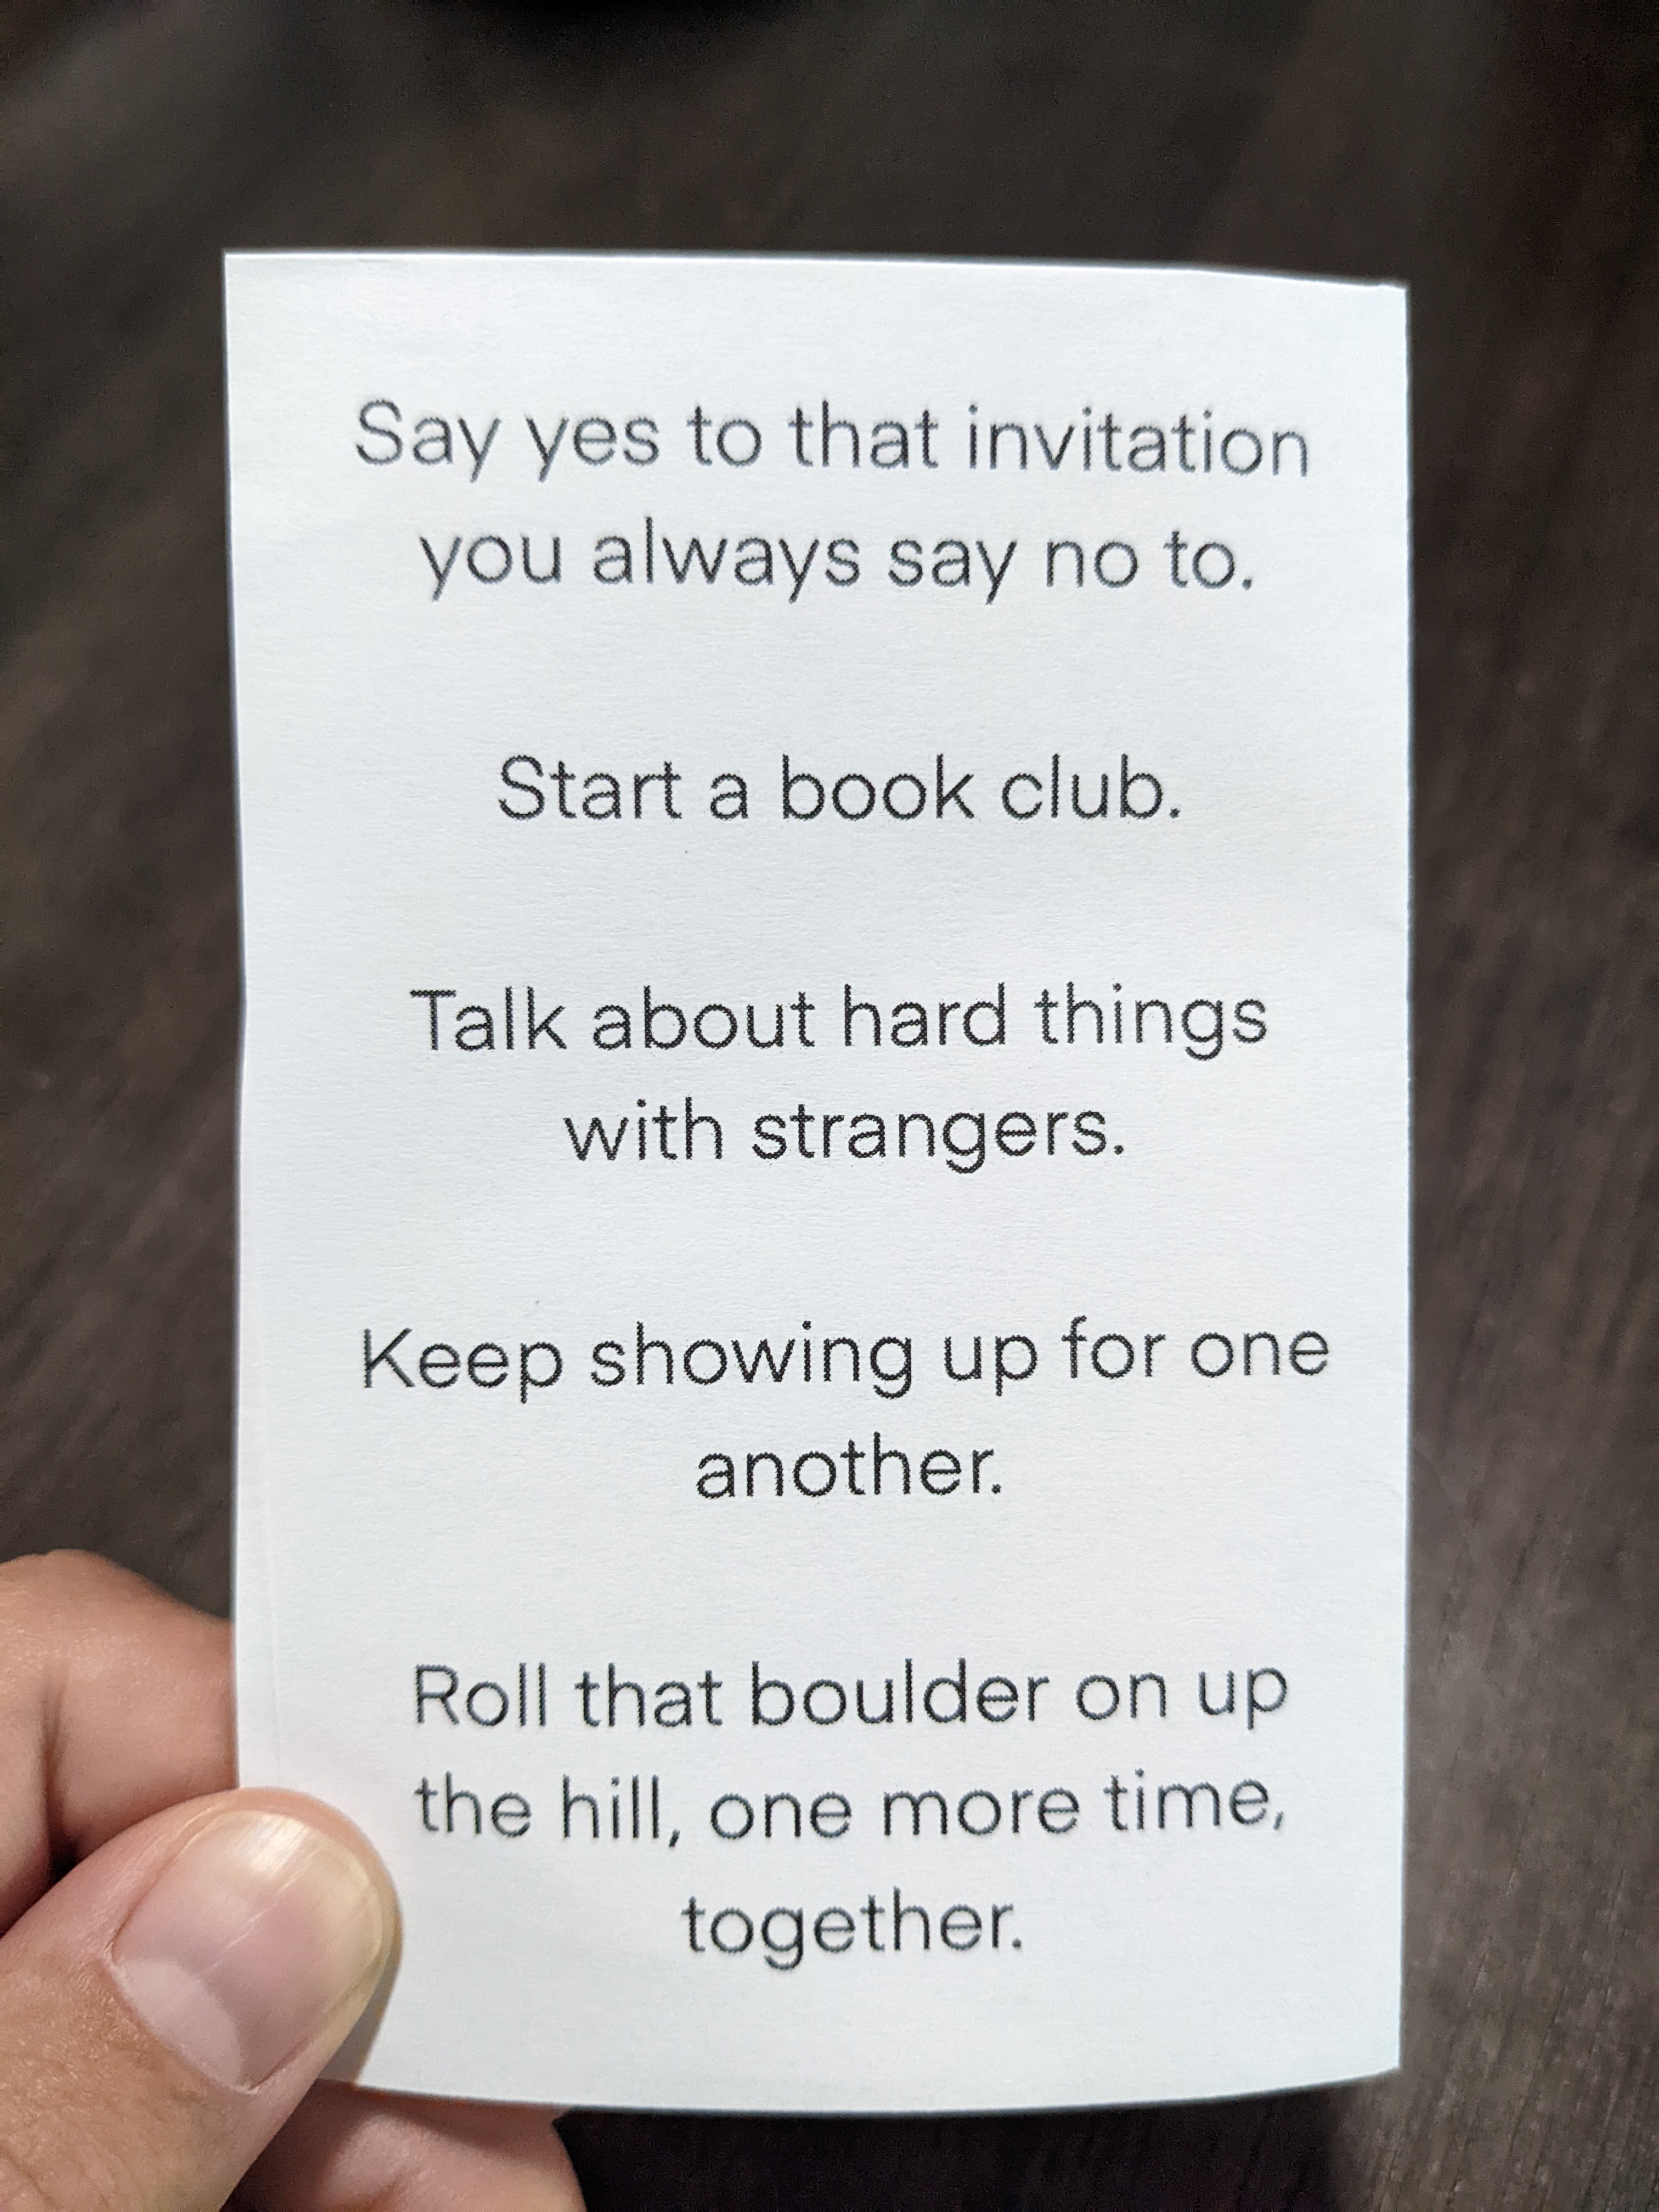 Say yes to that invitation
you always say no to.
Start a book club.
Talk about hard things
with strangers.
Keep showing up for one
another.
Roll that boulder on up
the hill, one more time,
together.